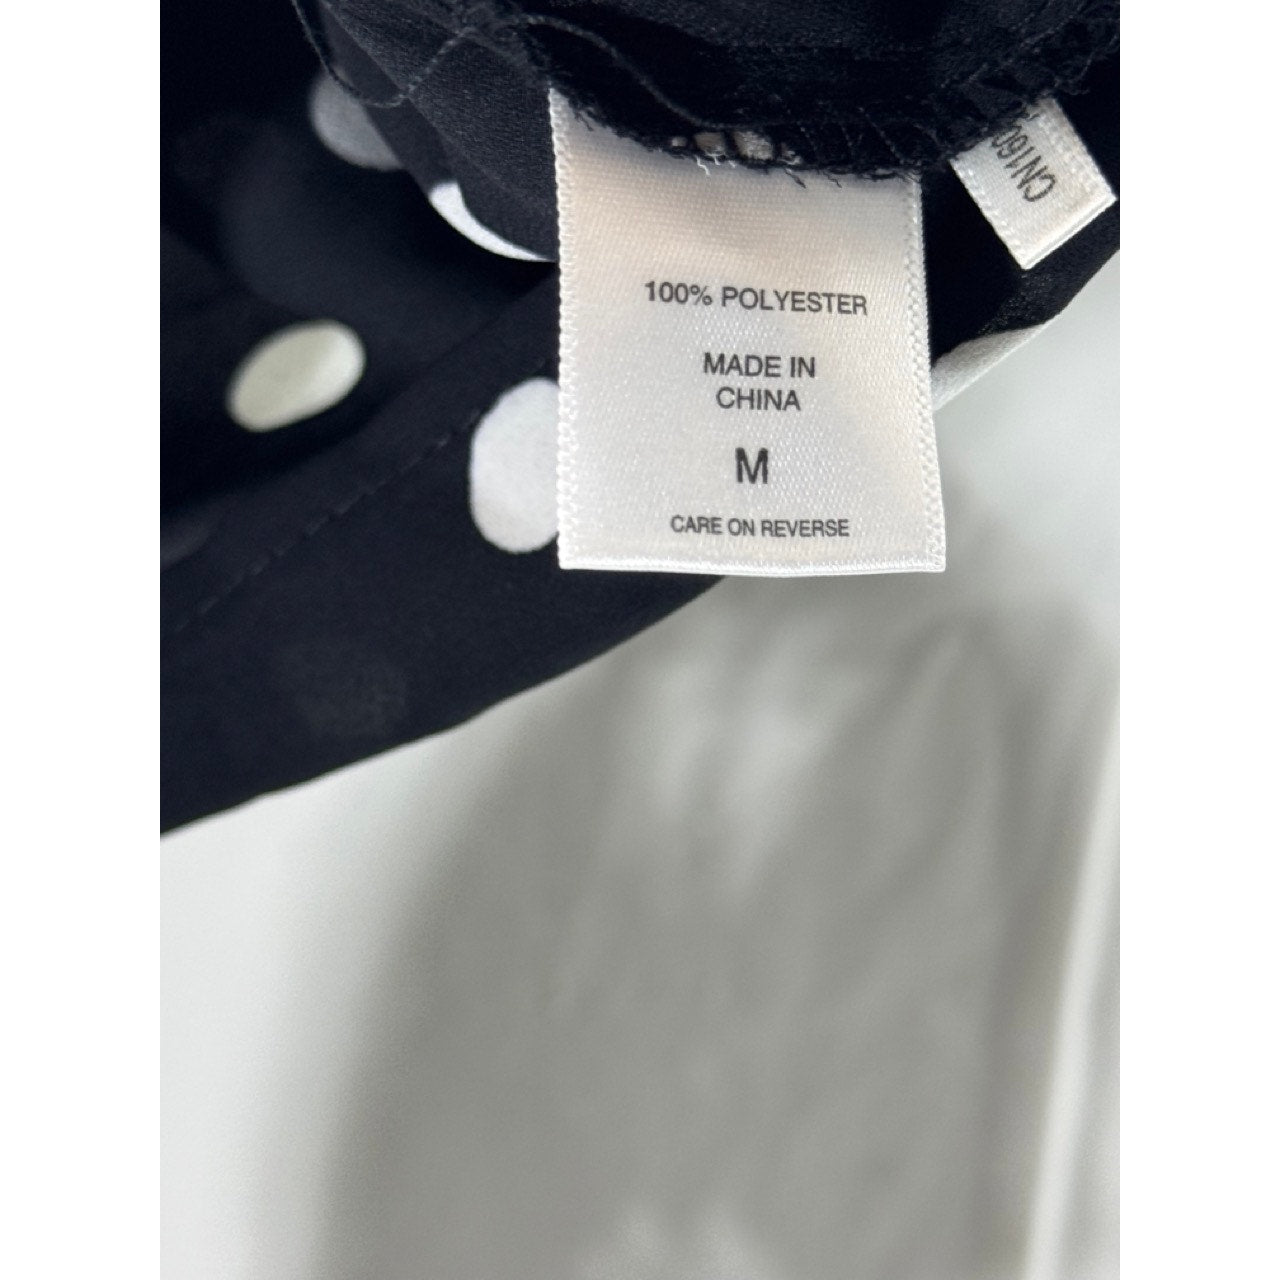 100% POLYESTER
MADE IN
CHINA
M
CARE ON REVERSE